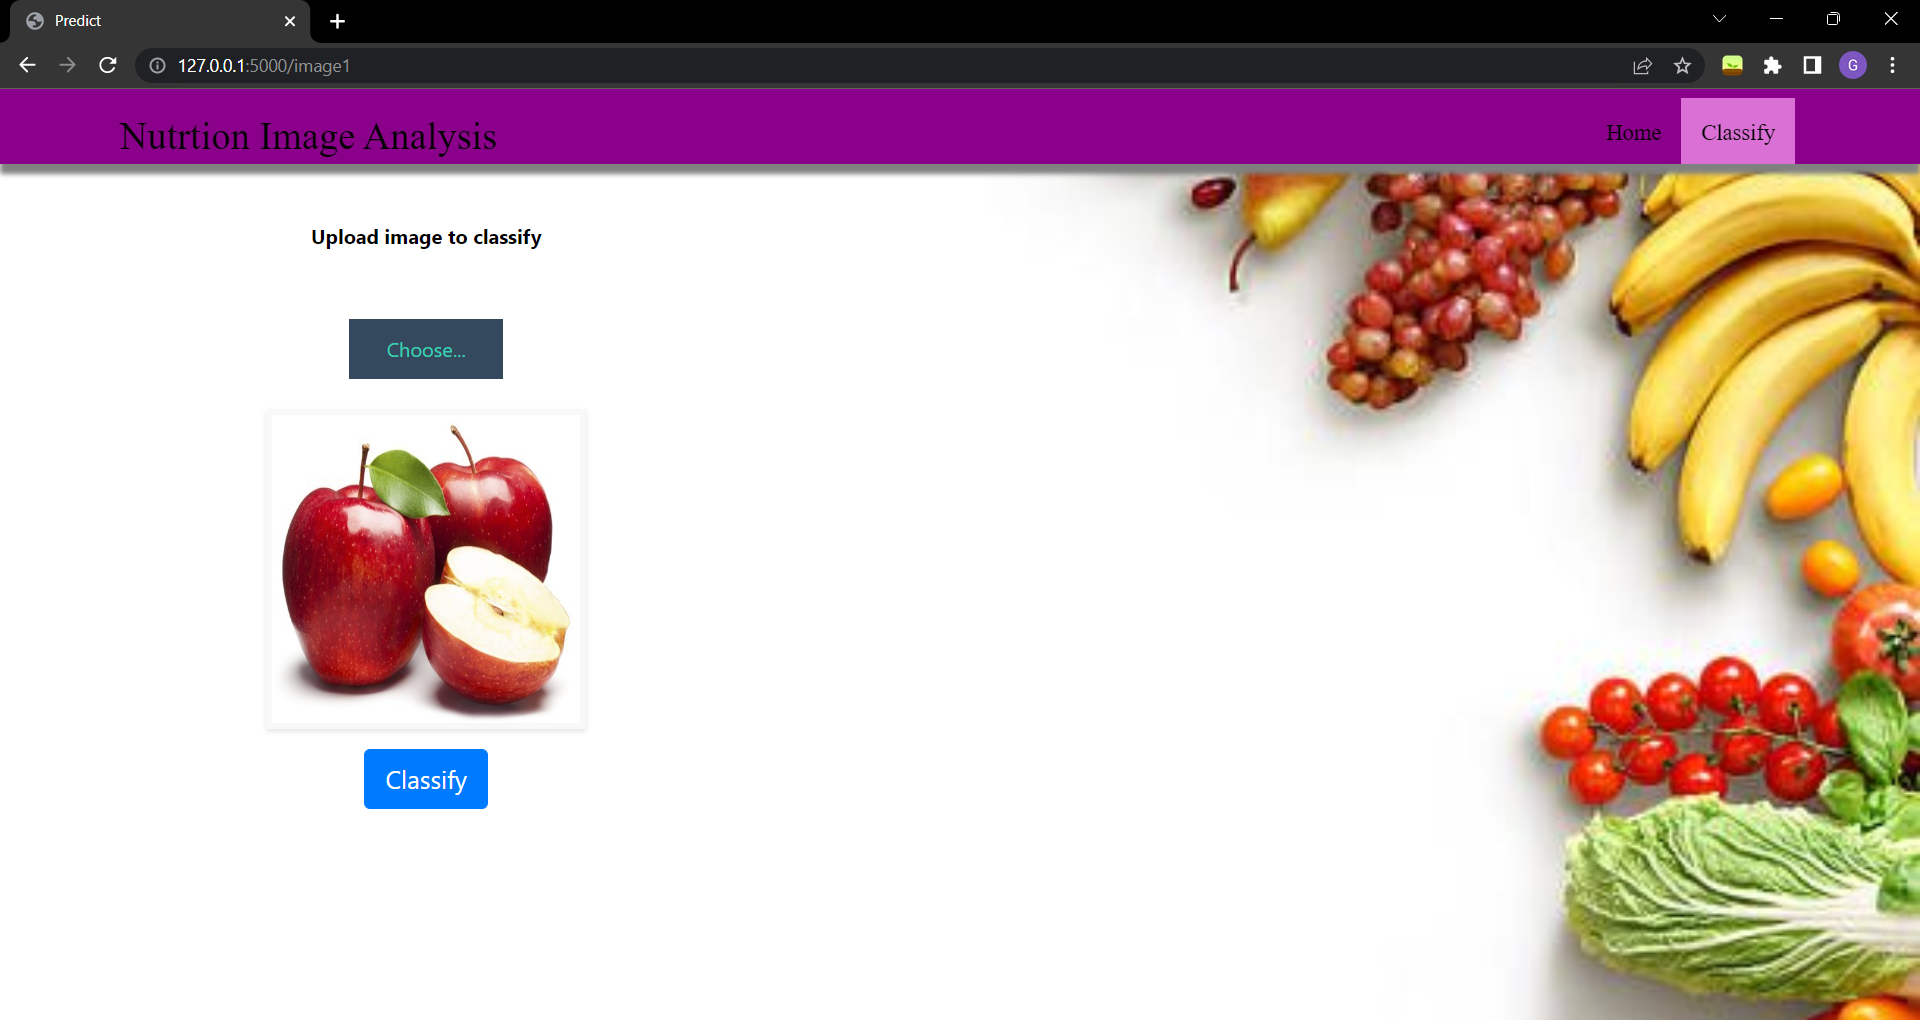 Predict
127.0.0.1:5000/image1
G
Nutrtion Image Analysis
Home
Classify
Upload image to classify
Choose...
Classify